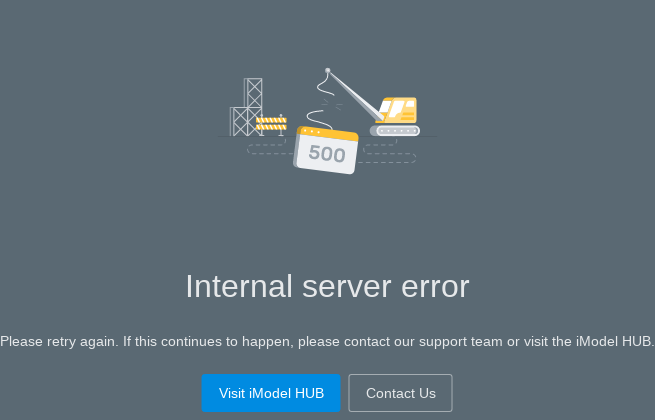 500
Internal server error
Please retry again. If this continues to happen, please contact our support team or visit the iModel HUB.
Visit iModel HUB
Contact Us